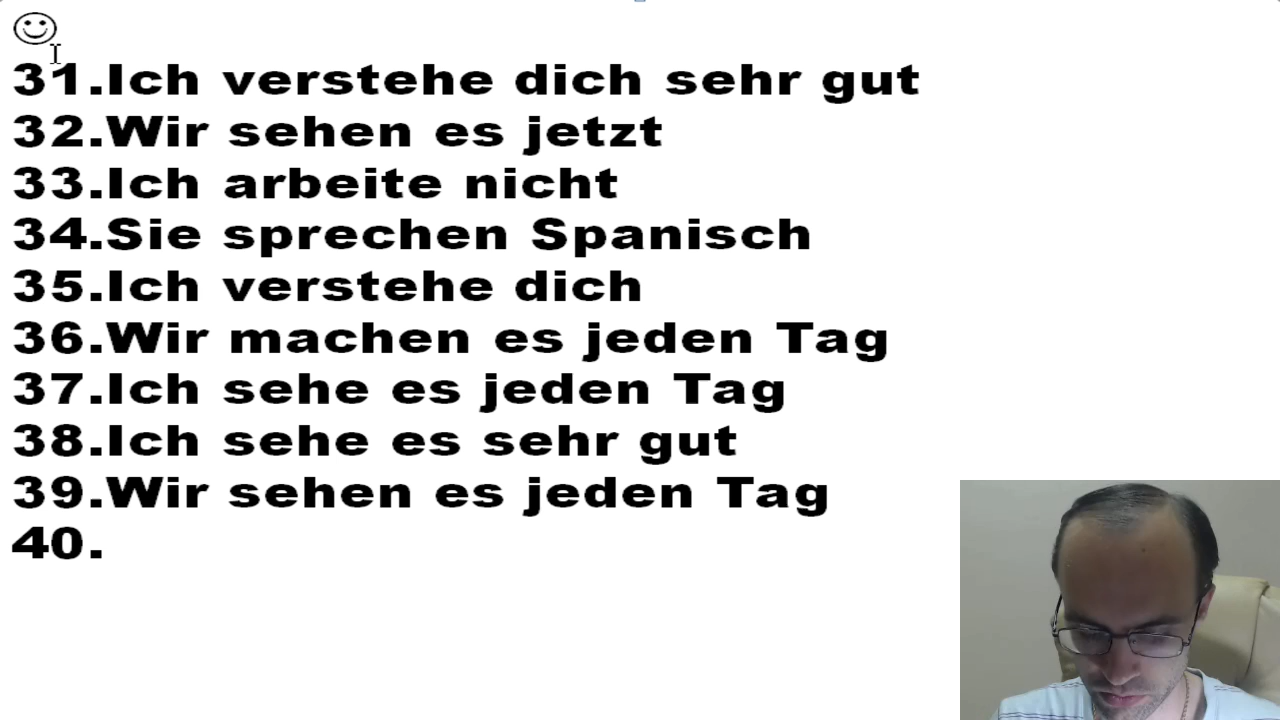 31.Ich verstehe dich sehr gut
32.Wir sehen es jetzt
33.Ich arbeite nicht
34.Sie sprechen Spanisch
35.Ich verstehe dich
36.Wir machen es jeden Tag
37.Ich sehe es jeden Tag
38.Ich sehe es sehr gut
39.Wir sehen es jeden Tag
40.